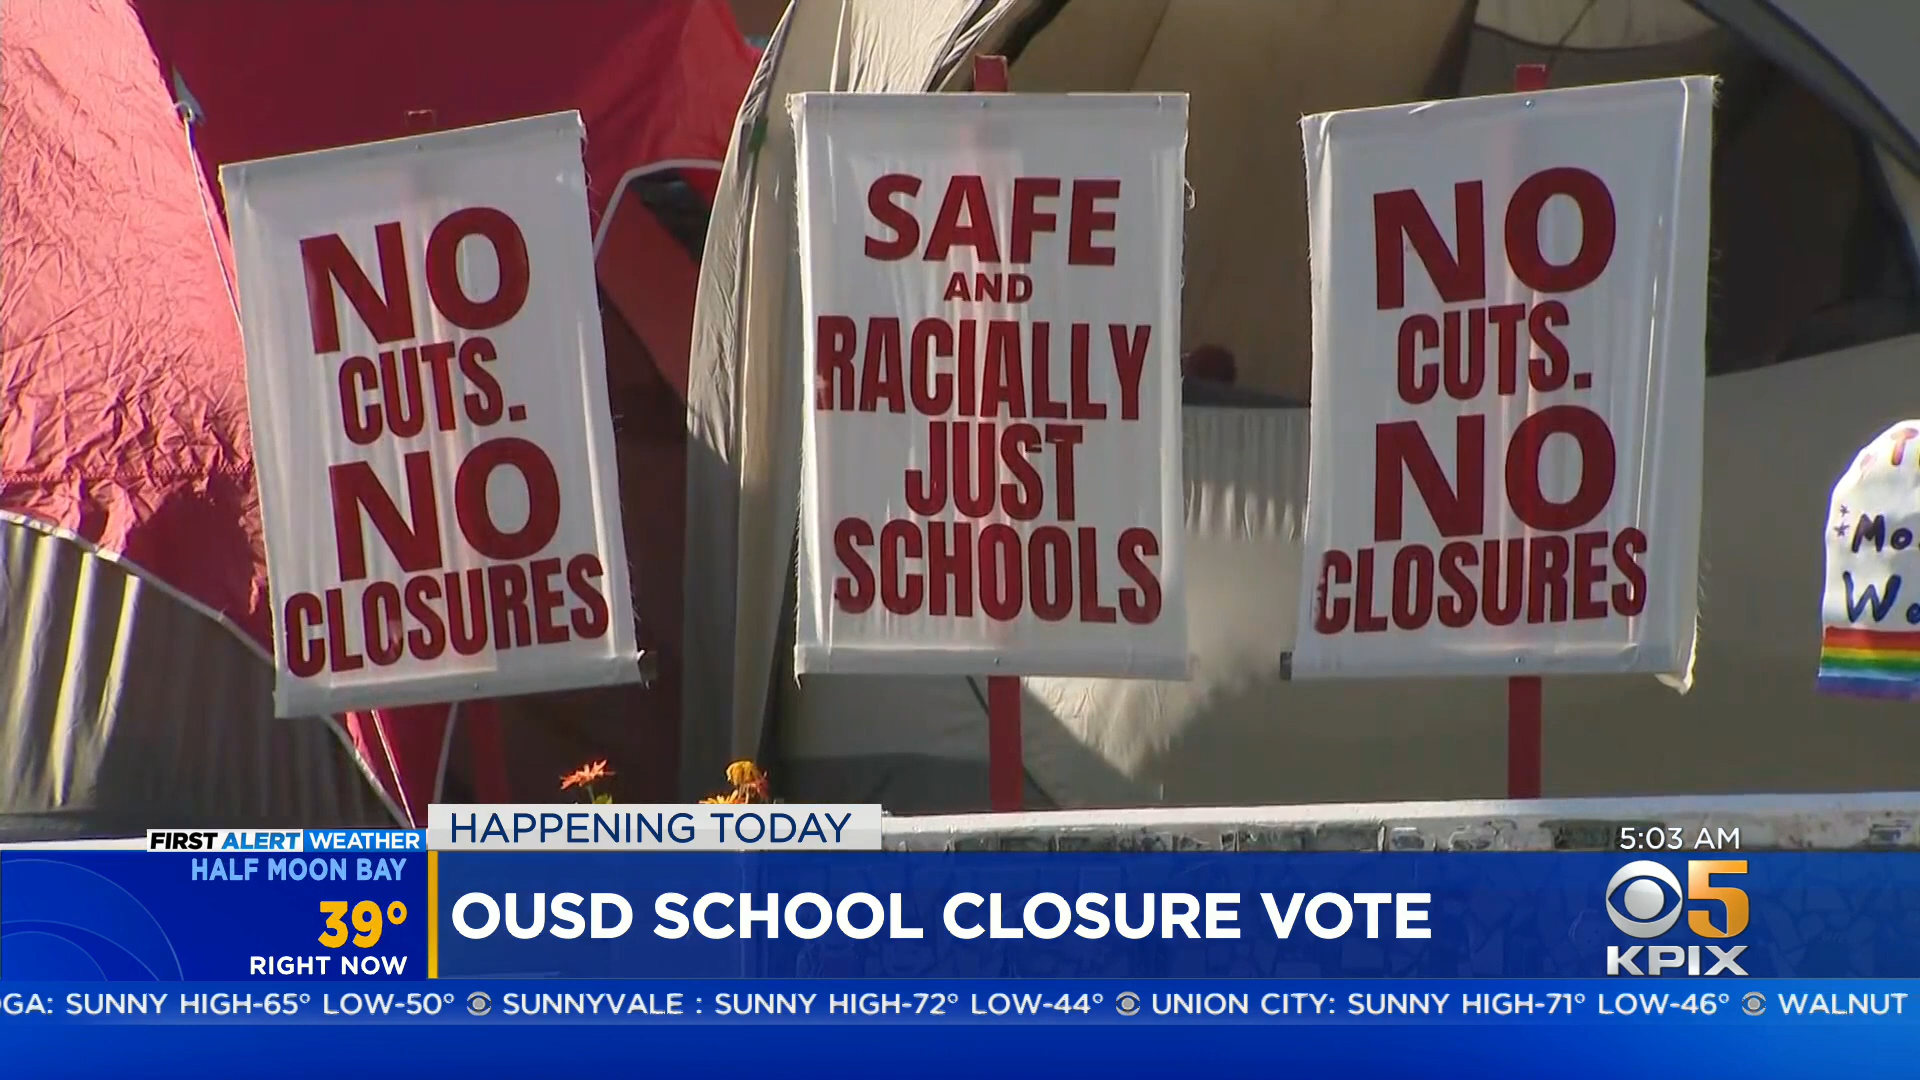 NO
CUTS.
NO
CLOSURES
SAFE
AND
RACIALLY
JUST
SCHOOLS
NO
CUTS.
NO
CLOSURES
HAPPENING TODAY
FIRST ALERT WEATHER
HALF MOON BAY
39°
RIGHT NOW
OUSD SCHOOL CLOSURE VOTE
5:03 AM
5
KPIX
SUNNY HIGH-65° LOW-50° SUNNYVALE : SUNNY HIGH-72° LOW-44° UNION CITY: SUNNY HIGH-71° LOW-46° WALNUT